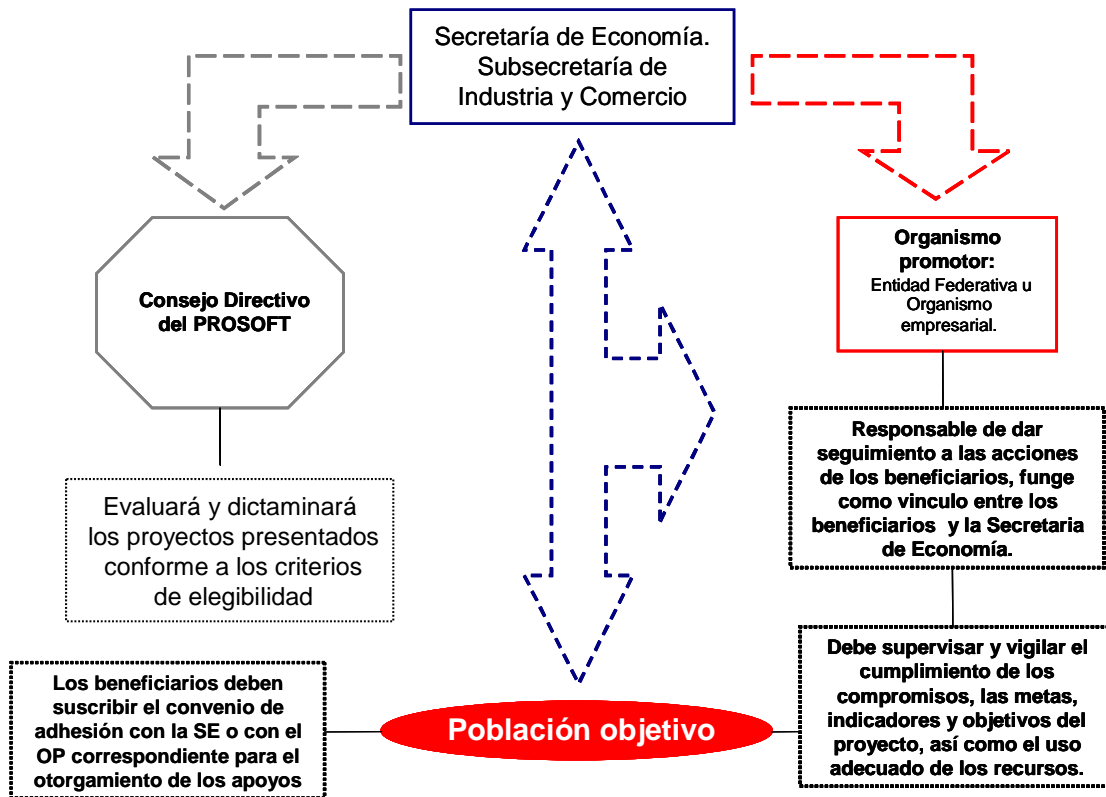 Secretaría de Economía.
Subsecretaría de
Industria y Comercio
Consejo Directivo
del PROSOFT
Organismo
promotor:
Entidad Federativa u
Organismo
empresarial.
Evaluará y dictaminará
los proyectos presentados
conforme a los criterios
de elegibilidad
Responsable de dar
seguimiento a las acciones
de los beneficiarios, funge
como vinculo entre los
beneficiarios y la Secretaria
de Economía.
Los beneficiarios deben
suscribir el convenio de
adhesión con la SE o con el
OP correspondiente para el
otorgamiento de los apoyos
Población objetivo
Debe supervisar y vigilar el
cumplimiento de los
compromisos, las metas,
indicadores y objetivos del
proyecto, así como el uso
adecuado de los recursos.